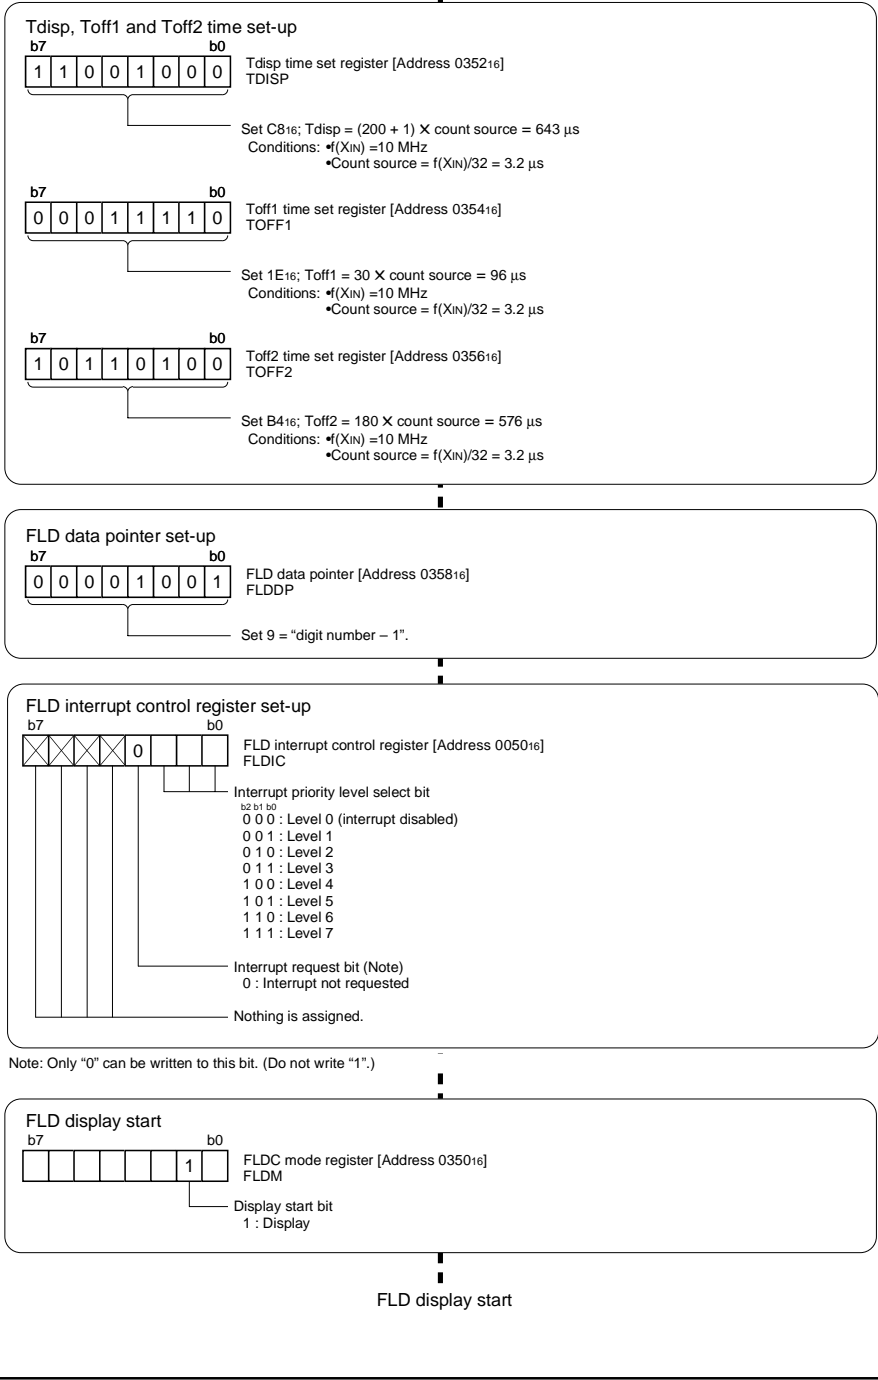 Tdisp, Toff1 and Toff2 time set-up
b7 b0
1 1 0 0 1 0 0 0
Tdisp time set register [Address 035216]
TDISP
Set C816; Tdisp = (200 + 1) × count source = 643 µs
Conditions: •f(XIN) =10 MHz
•Count source = f(XIN)/32 = 3.2 µs
b7 b0
0 0 0 1 1 1 1 0
Toff1 time set register [Address 035416]
TOFF1
Set 1E16; Toff1 = 30 × count source = 96 µs
Conditions: •f(XIN) =10 MHz
•Count source = f(XIN)/32 = 3.2 µs
b7 b0
1 0 1 1 0 1 0 0
Toff2 time set register [Address 035616]
TOFF2
Set B416; Toff2 = 180 × count source = 576 µs
Conditions: •f(XIN) =10 MHz
•Count source = f(XIN)/32 = 3.2 µs
FLD data pointer set-up
b7 b0
0 0 0 0 1 0 0 1
FLD data pointer [Address 035816]
FLDDP
Set 9 = “digit number – 1”.
FLD interrupt control register set-up
b7 b0
0
FLD interrupt control register [Address 005016]
FLDIC
Interrupt priority level select bit
b2 b1 b0
0 0 0 : Level 0 (interrupt disabled)
0 0 1 : Level 1
0 1 0 : Level 2
0 1 1 : Level 3
1 0 0 : Level 4
1 0 1 : Level 5
1 1 0 : Level 6
1 1 1 : Level 7
Interrupt request bit (Note)
0 : Interrupt not requested
Nothing is assigned.
Note: Only “0” can be written to this bit. (Do not write “1”.)
FLD display start
b7 b0
1
FLDC mode register [Address 035016]
FLDM
Display start bit
1 : Display
FLD display start